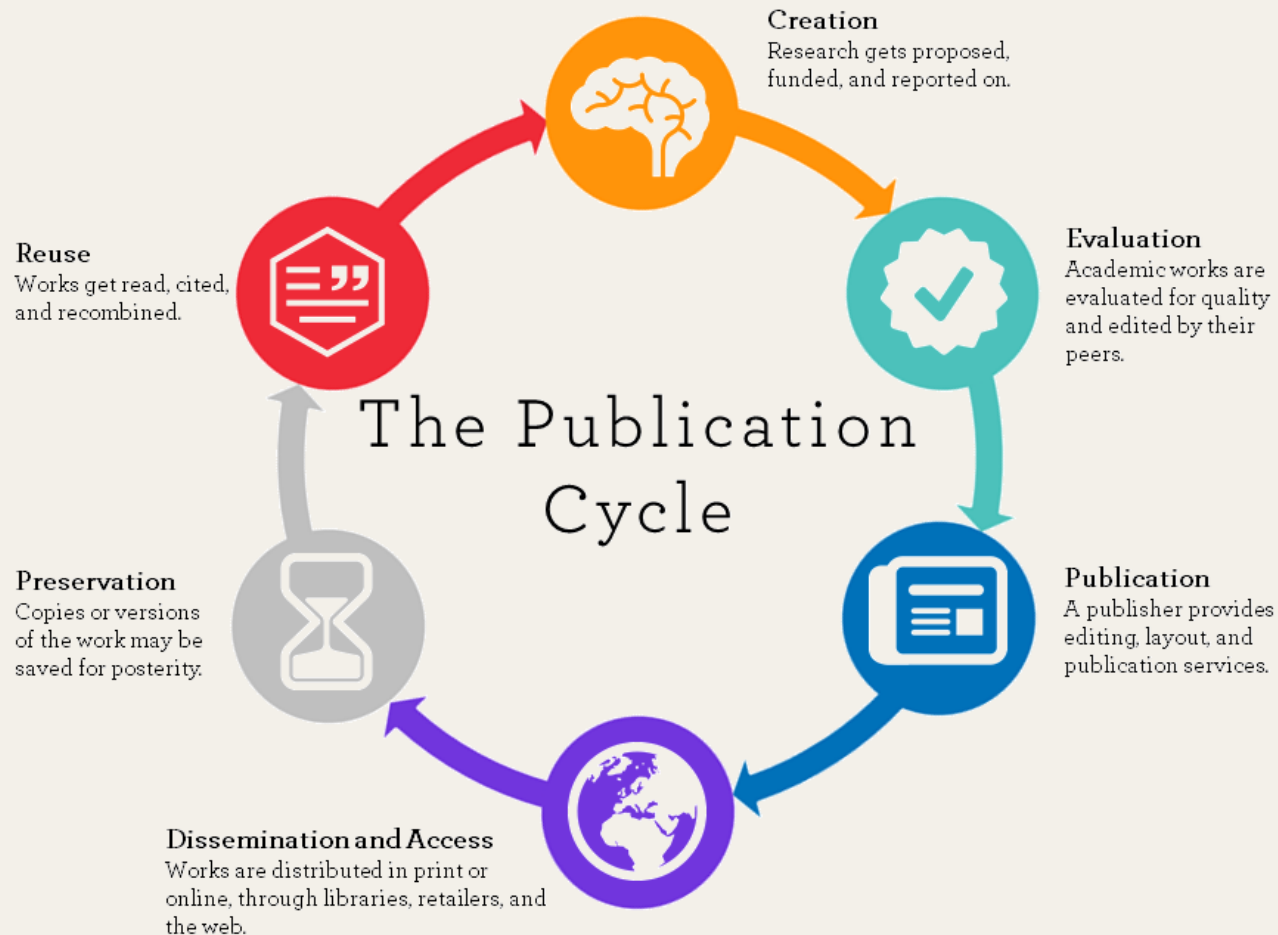 Creation
Research gets proposed,
funded, and reported on.
Evaluation
Academic works are
evaluated for quality
and edited by their
peers.
Publication
A publisher provides
editing, layout, and
publication services.
Dissemination and Access
Works are distributed in print or
online, through libraries, retailers, and
the web.
Preservation
Copies or versions
of the work may be
saved for posterity.
Reuse
Works get read, cited,
and recombined.
The Publication
Cycle